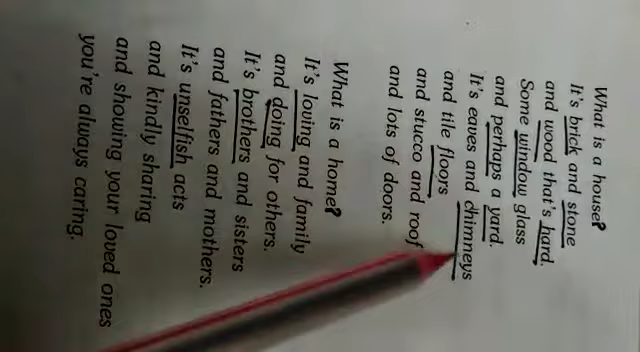 What is a house?
It's brick and stone
and wood that's hard.
Some window glass
and perhaps a yard.
It's eaves and chimneys
and tile floors
and stucco and roof
and lots of doors.
What is a home?
It's loving and family
and doing for others.
It's brothers and sisters
and fathers and mothers.
It's unselfish acts
and kindly sharing
and showing your loved ones
you're always caring.